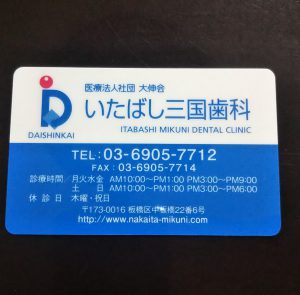 医療法人社団 大伸会
いたばし三国歯科
DAISHINKAI
ITABASHI MIKUNI DENTAL CLINIC
TEL:03-6905-7712
FAX:03-6905-7714
診療時間/月火水金 AM10:00〜PM1:00 PM3:00〜PM9:00
土 日 AM10:00〜PM1:00 PM3:00〜PM6:00
休診日 木曜・祝日
〒173-0016 板橋区中板橋22番6号
http://www.nakaita-mikuni.com